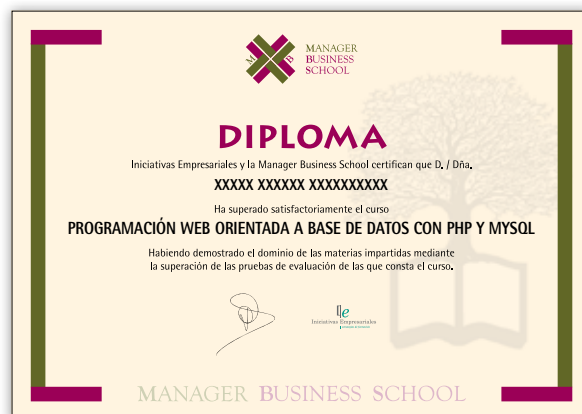 M B
MANAGER
BUSINESS
SCHOOL
DIPLOMA
Iniciativas Empresariales y la Manager Business School certifican que D. / Dña.
XXXXX XXXXXX XXXXXXXXXX
Ha superado satisfactoriamente el curso
PROGRAMACIÓN WEB ORIENTADA A BASE DE DATOS CON PHP Y MYSQL
Habiendo demostrado el dominio de las materias impartidas mediante
la superación de las pruebas de evaluación de las que consta el curso.
Ile
Iniciativas Empresariales
MANAGER BUSINESS SCHOOL